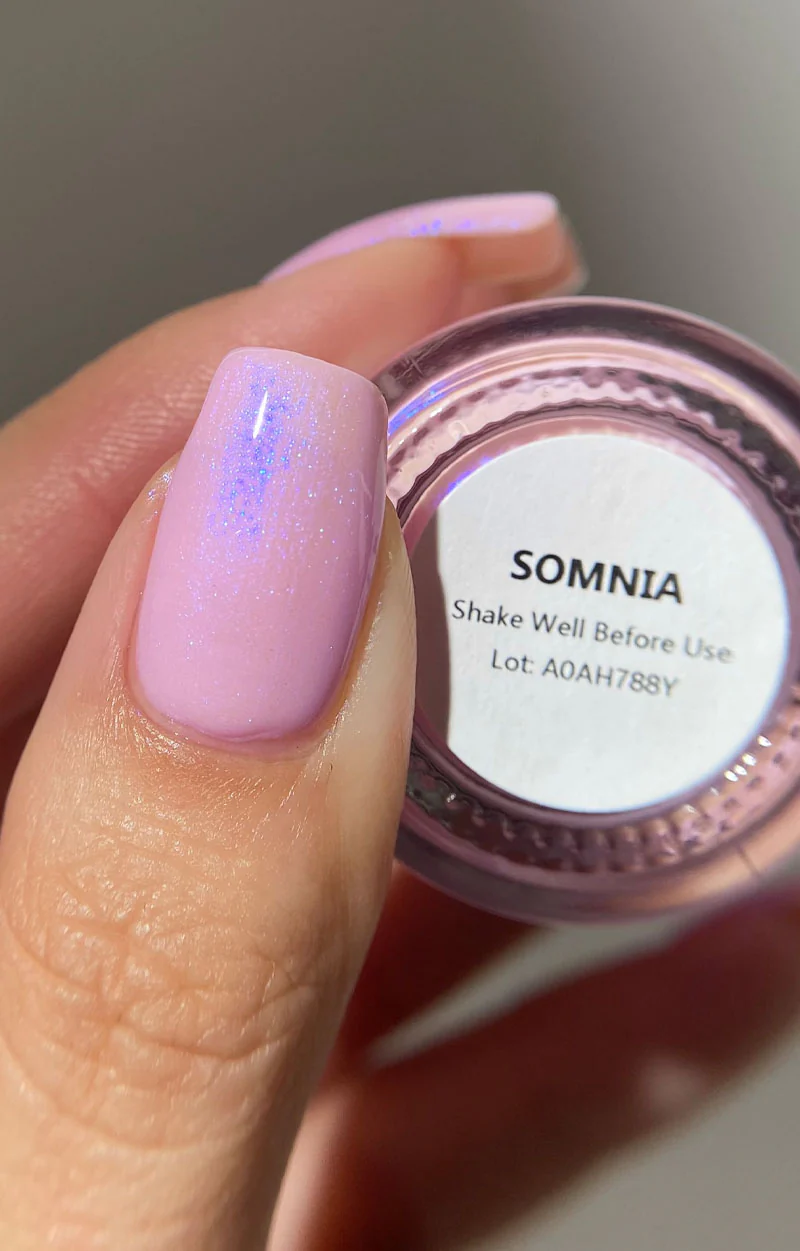 SOMNIA
Shake Well Before Use
Lot: A0AH788Y